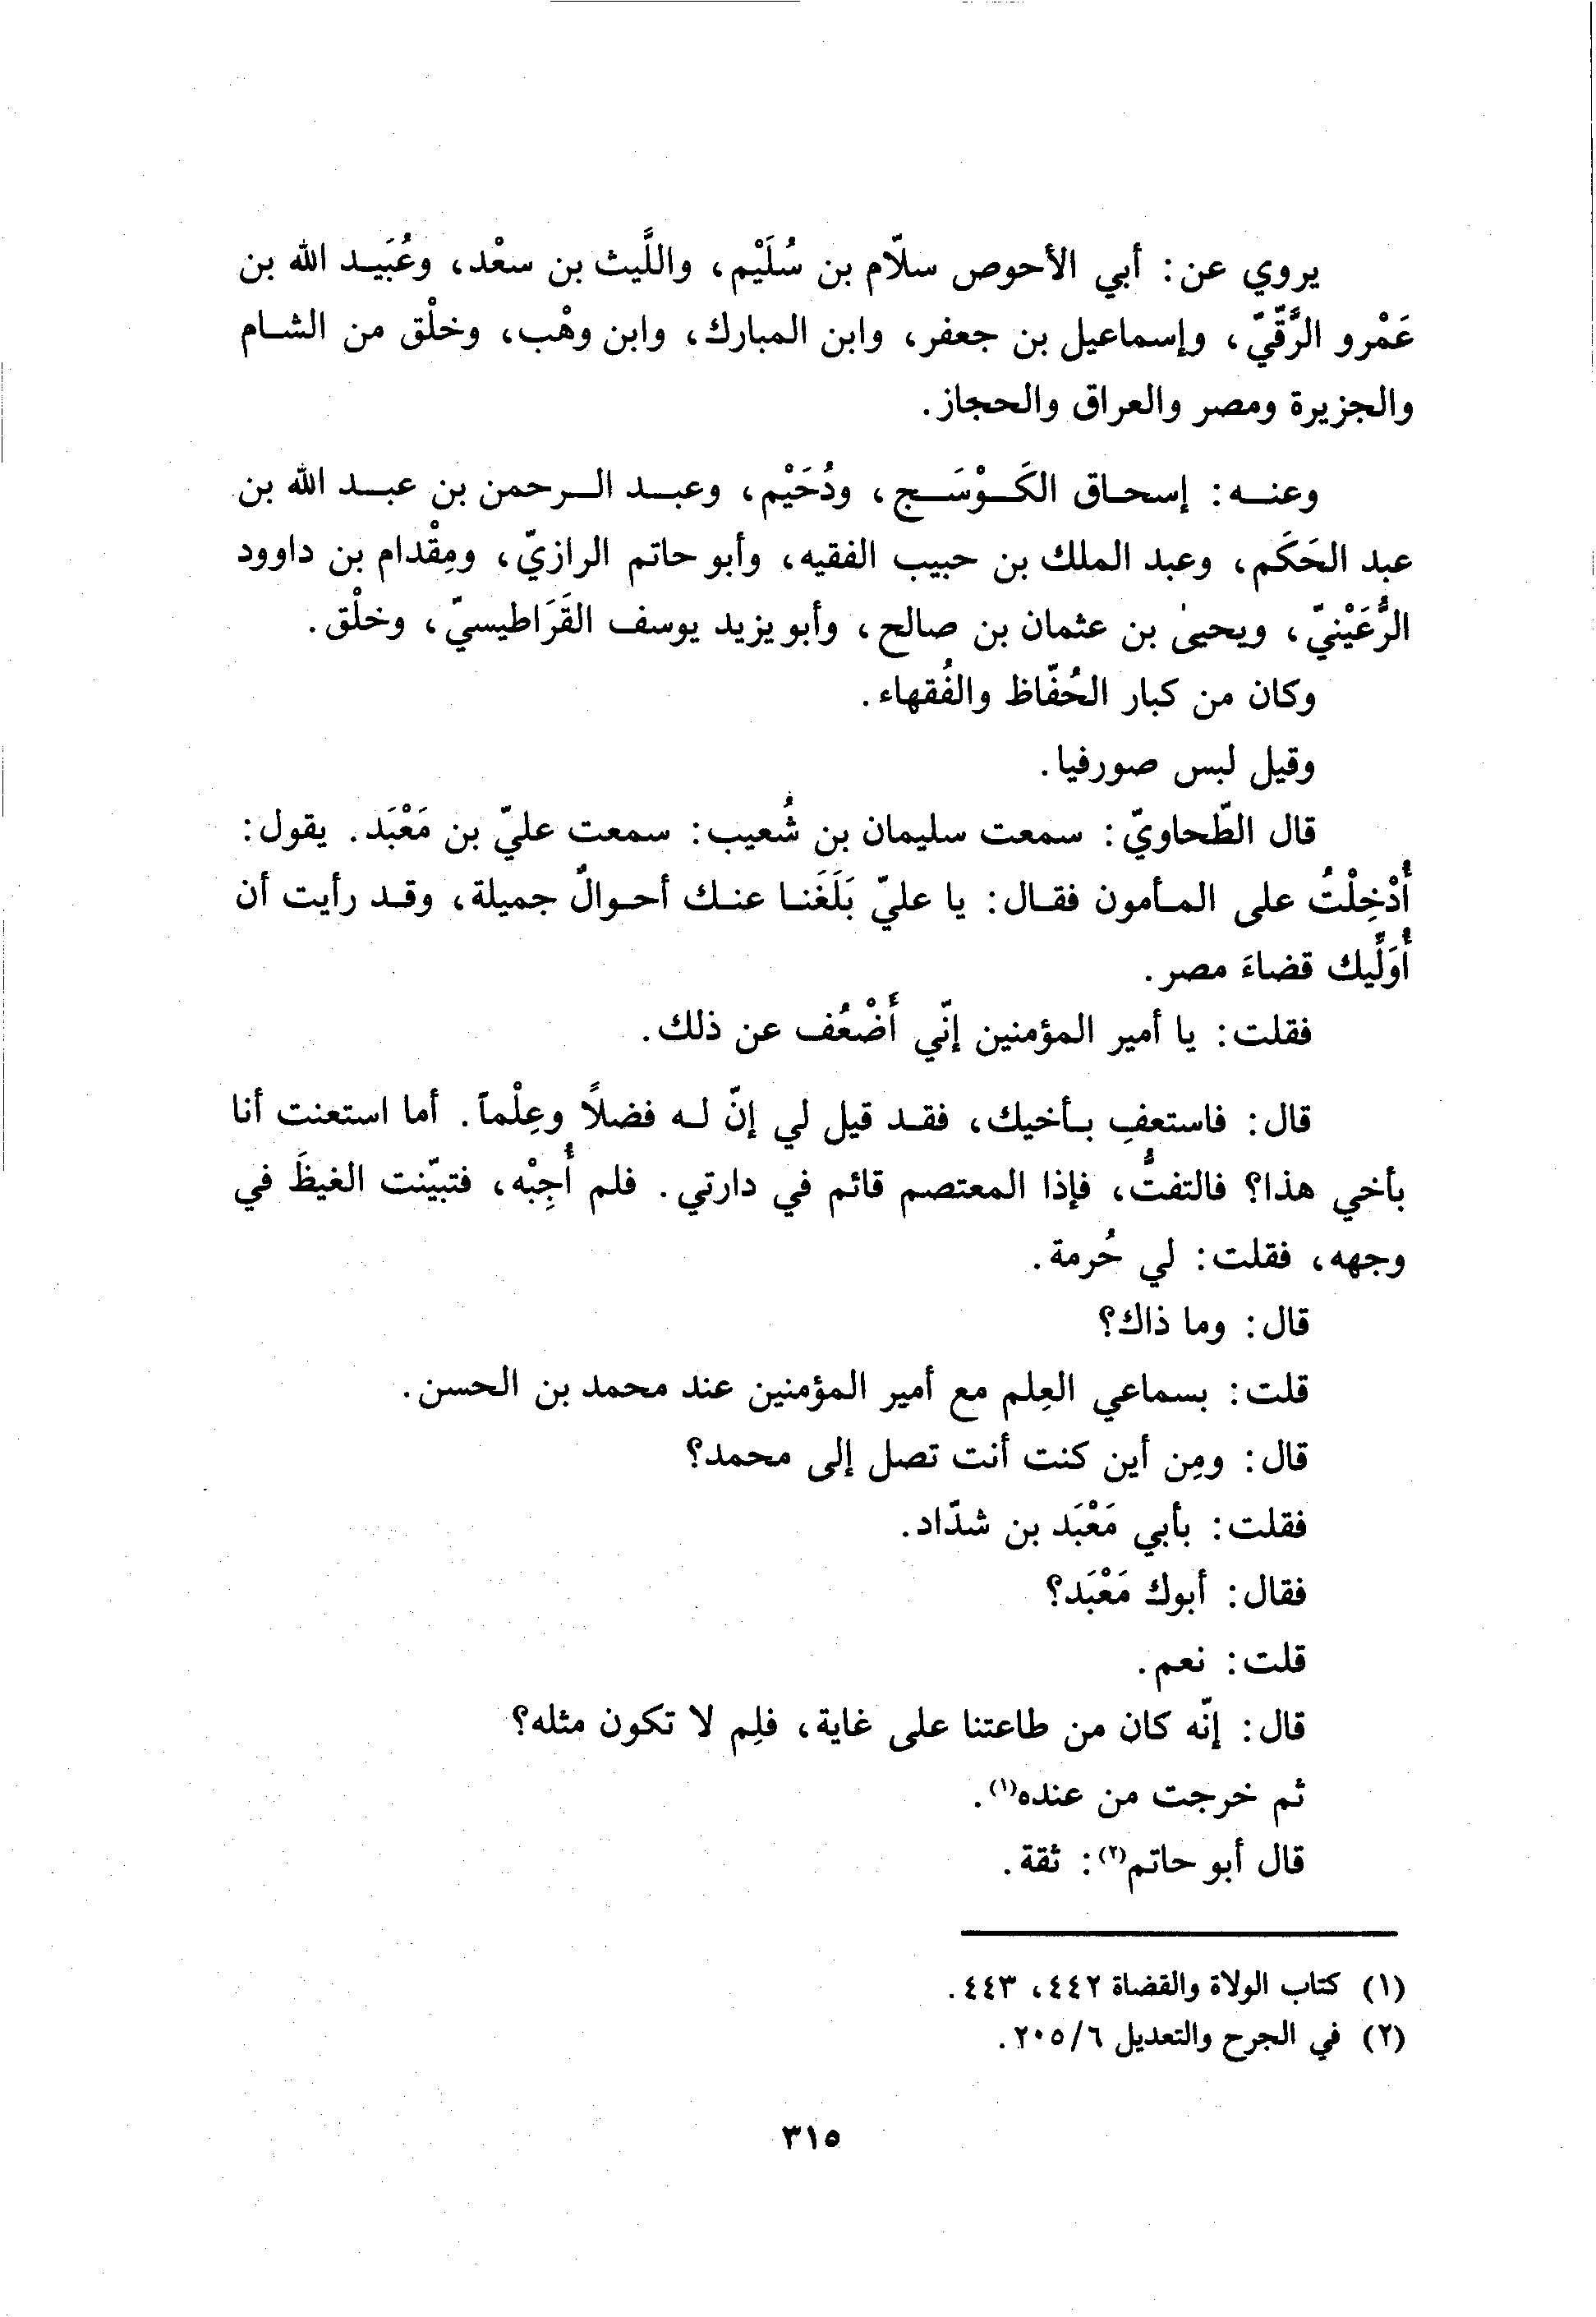 يروي عن: أبي الأحوص سلّام بن سُلَيْم، واللَّيث بن سعْد، وعُبَيد الله بن
عَمْرو الرَّقّيّ، وإسماعيل بن جعفر، وابن المبارك، وابن وهْب، وخلْق من الشام
والجزيرة ومصر والعراق والحجاز.
وعنه: إسحاق الكَوْسَج، ودُحَيْم، وعبد الرحمن بن عبد الله بن
عبد الحَكَم، وعبد الملك بن حبيب الفقيه، وأبو حاتم الرازيّ، ومِقْدام بن داوود
الرُّعَيْنيّ، ويحيىٰ بن عثمان بن صالح، وأبو يزيد يوسف القَرَاطيسيّ، وخلْق.
وكان من كبار الحُفّاظ والفُقهاء.
وقيل لبس صورفيا.
قال الطّحاويّ: سمعت سليمان بن شُعيب: سمعت عليّ بن مَعْبَد. يقول:
أُدْخِلْتُ على المأمون فقال: يا عليّ بَلَغَنا عنك أحوالٌ جميلة، وقد رأيت أن
أُوَلِّيك قضاءَ مصر.
فقلت: يا أمير المؤمنين إنّي أَضْعُف عن ذلك.
قال: فاستعفِ بأخيك، فقد قيل لي إنّ له فضلًا وعِلْماً. أما استعنت أنا
بأخي هذا؟ فالتفتُّ، فإذا المعتصم قائم في دارتي. فلم أُجِبْه، فتبيّنت الغيظَ في
وجهه، فقلت: لي حُرمة.
قال: وما ذاك؟
قلت: بسماعي العِلم مع أمير المؤمنين عند محمد بن الحسن.
قال: ومِن أين كنت أنت تصل إلى محمد؟
فقلت: بأبي مَعْبَد بن شدّاد.
فقال: أبوك مَعْبَد؟
قلت: نعم.
قال: إنّه كان من طاعتنا على غاية، فلِم لا تكون مثله؟
ثم خرجت من عنده(١).
قال أبو حاتم(٢): ثقة.
(١) كتاب الولاة والقضاة ٤٤٢، ٤٤٣.
(٢) في الجرح والتعديل ٢٠٥/٦.
٣١٥